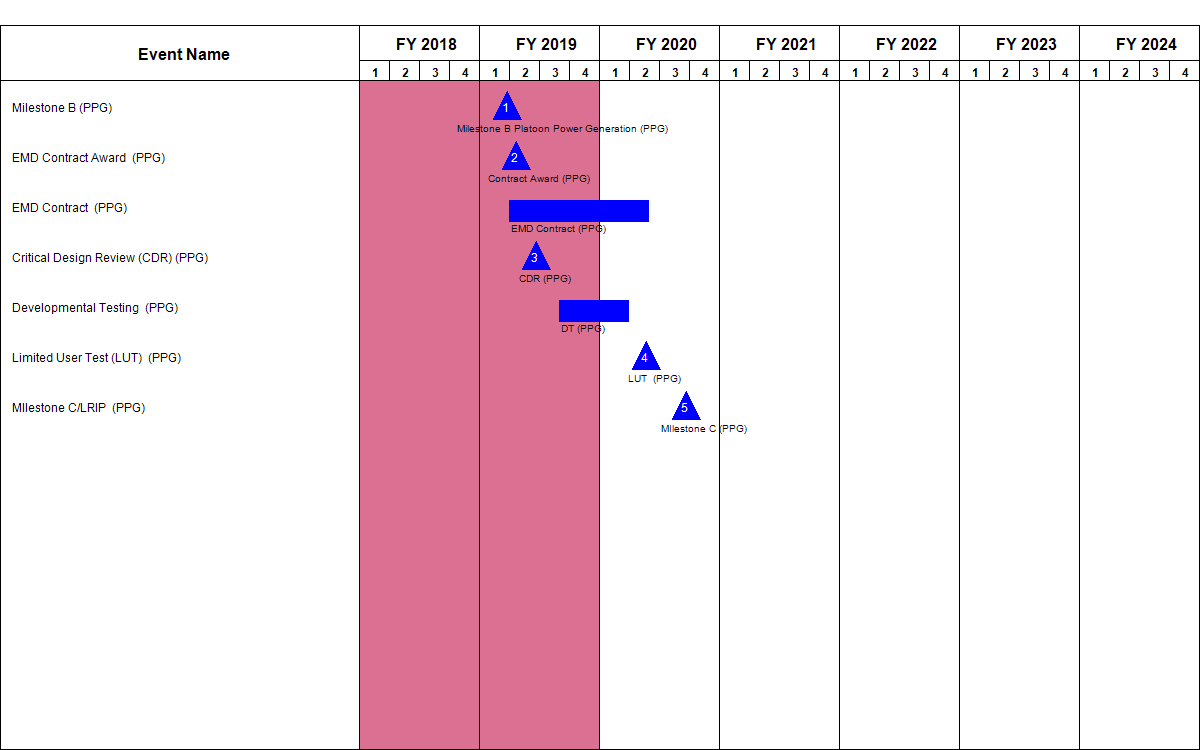 Event Name
FY 2018 FY 2019 FY 2020 FY 2021 FY 2022 FY 2023 FY 2024
1 2 3 4 1 2 3 4 1 2 3 4 1 2 3 4 1 2 3 4 1 2 3 4 1 2 3 4
Milestone B (PPG)
1
Milestone B Platoon Power Generation (PPG)
EMD Contract Award (PPG)
2
Contract Award (PPG)
EMD Contract (PPG)
EMD Contract (PPG)
Critical Design Review (CDR) (PPG)
3
CDR (PPG)
Developmental Testing (PPG)
DT (PPG)
Limited User Test (LUT) (PPG)
4
LUT (PPG)
MIlestone C/LRIP (PPG)
5
MIlestone C (PPG)